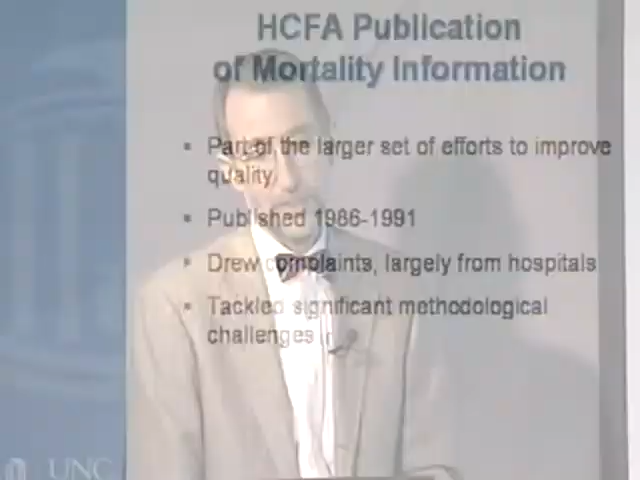 HCFA Publication
of Mortality Information
▪ Part of the larger set of efforts to improve
quality
▪ Published 1986-1991
▪ Drew complaints, largely from hospitals
▪ Tackled significant methodological
challenges
UNC